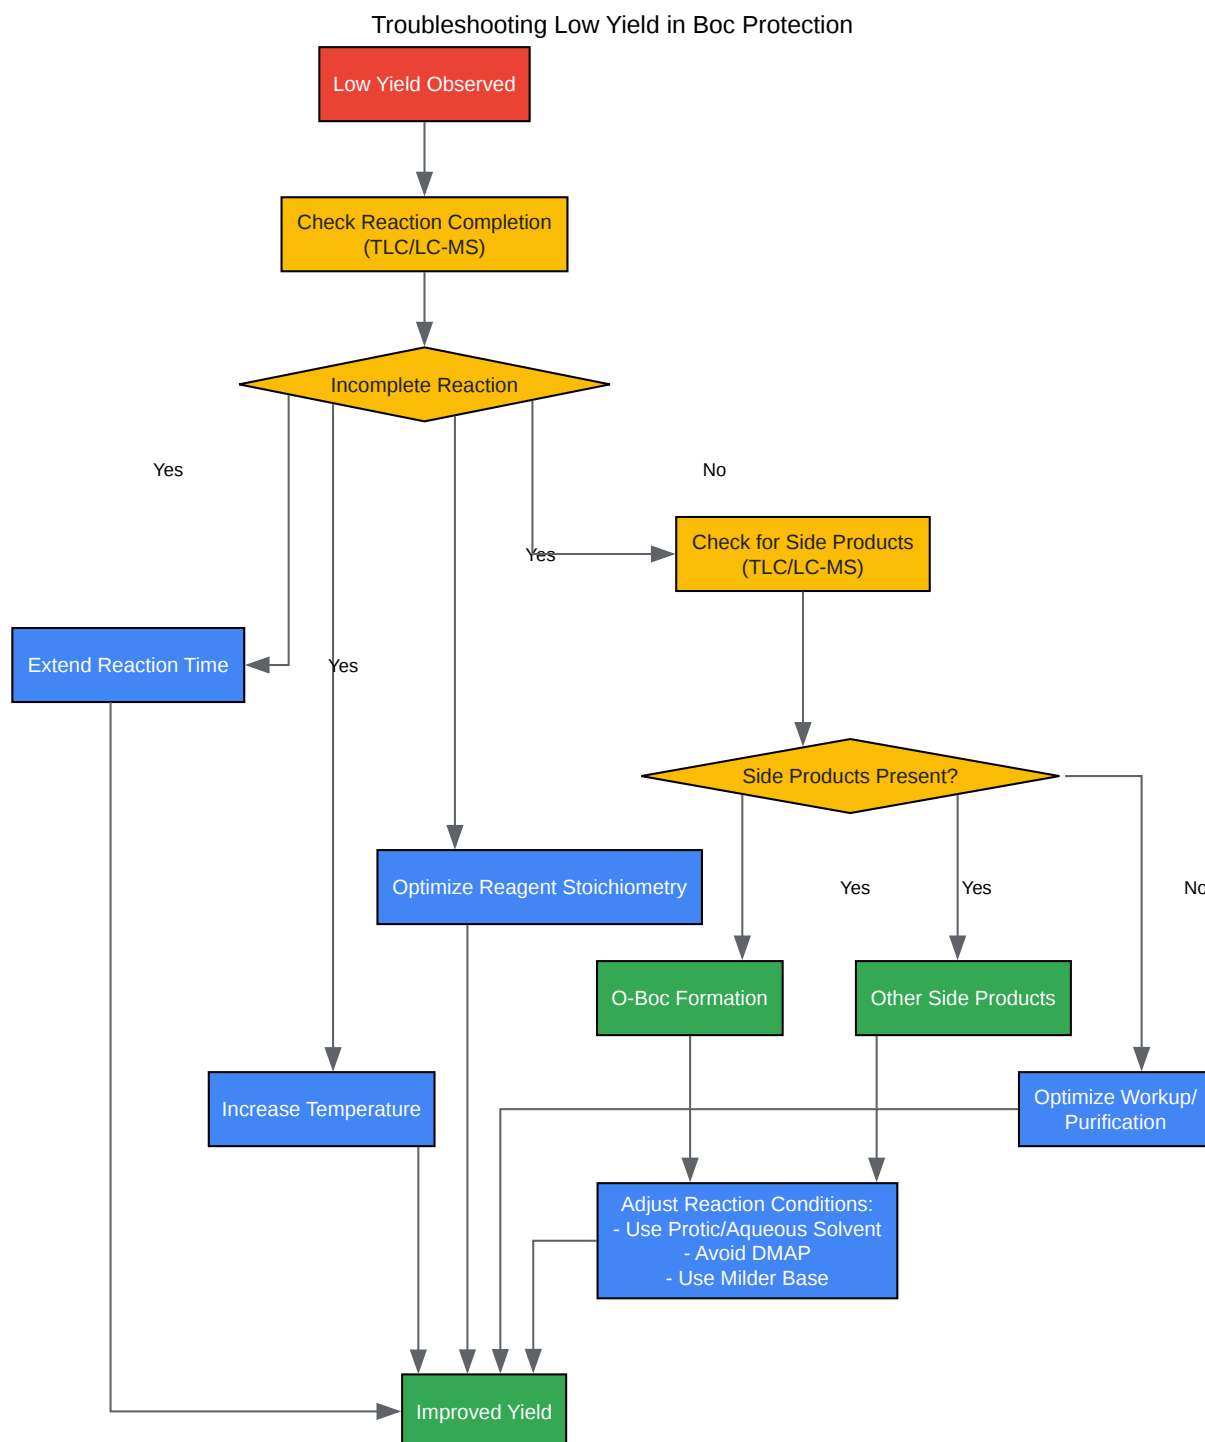 Troubleshooting Low Yield in Boc Protection
Low Yield Observed
Check Reaction Completion
(TLC/LC-MS)
Incomplete Reaction
Yes
No
Check for Side Products
(TLC/LC-MS)
Yes
Extend Reaction Time
Yes
Side Products Present?
Optimize Reagent Stoichiometry
Yes
Yes
No
O-Boc Formation
Other Side Products
Increase Temperature
Optimize Workup/
Purification
Adjust Reaction Conditions:
- Use Protic/Aqueous Solvent
- Avoid DMAP
- Use Milder Base
Improved Yield